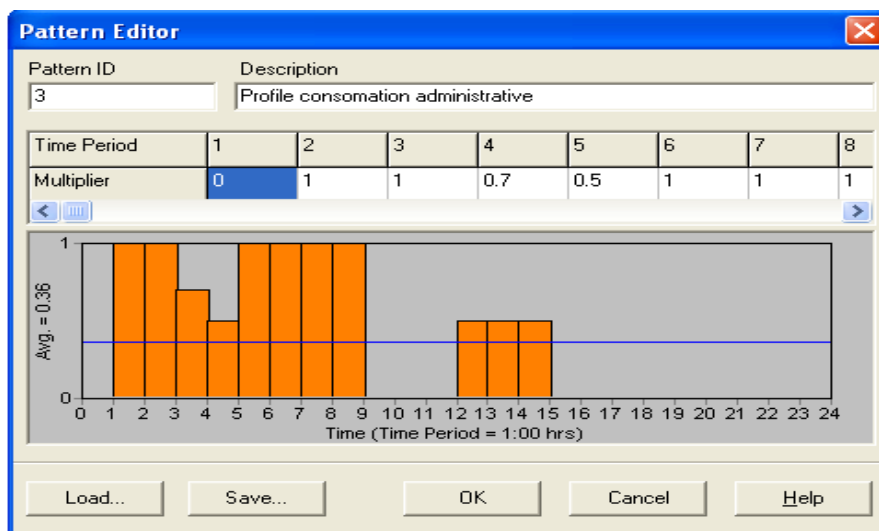 Pattern Editor
Pattern ID Description
3 Profile consomation administrative
Time Period 1 2 3 4 5 6 7 8
Multiplier 0 1 1 0.7 0.5 1 1 1
1
Avg. = 0.36
0
0 1 2 3 4 5 6 7 8 9 10 11 12 13 14 15 16 17 18 19 20 21 22 23 24
Time (Time Period = 1:00 hrs)
Load... Save... OK Cancel Help